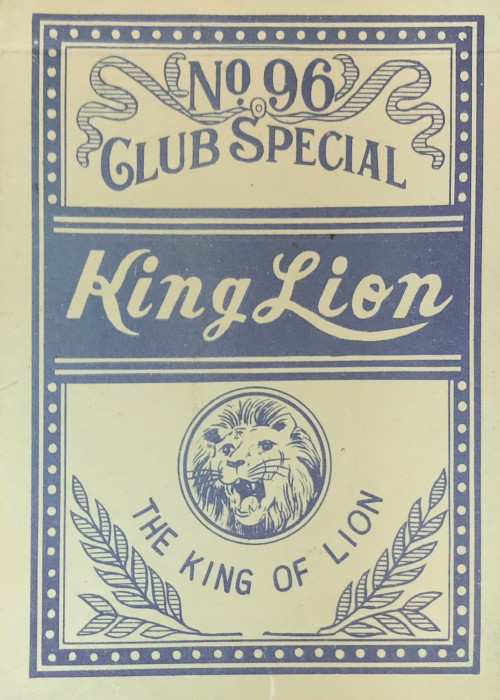 No 96
CLUB SPECIAL
King Lion
THE KING OF LION